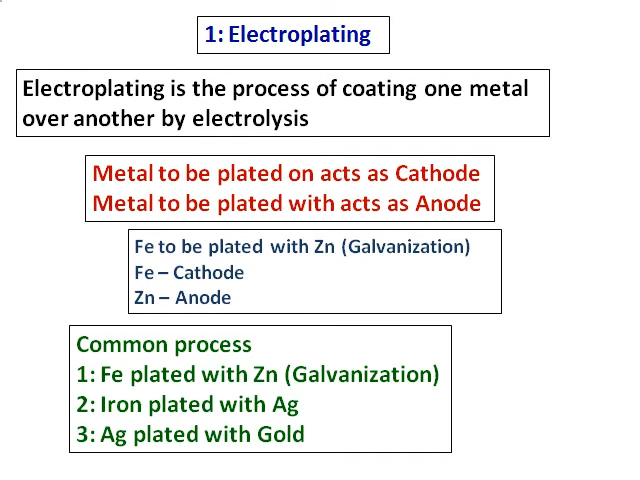 1: Electroplating
Electroplating is the process of coating one metal
over another by electrolysis
Metal to be plated on acts as Cathode
Metal to be plated with acts as Anode
Fe to be plated with Zn (Galvanization)
Fe – Cathode
Zn – Anode
Common process
1: Fe plated with Zn (Galvanization)
2: Iron plated with Ag
3: Ag plated with Gold